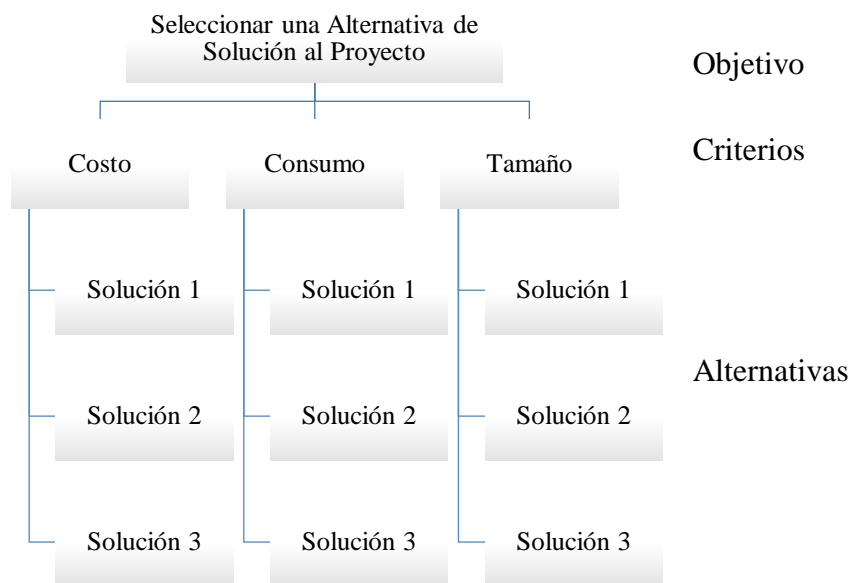 Seleccionar una Alternativa de
Solución al Proyecto
Objetivo
Criterios
Costo
Consumo
Tamaño
Solución 1
Solución 1
Solución 1
Alternativas
Solución 2
Solución 2
Solución 2
Solución 3
Solución 3
Solución 3